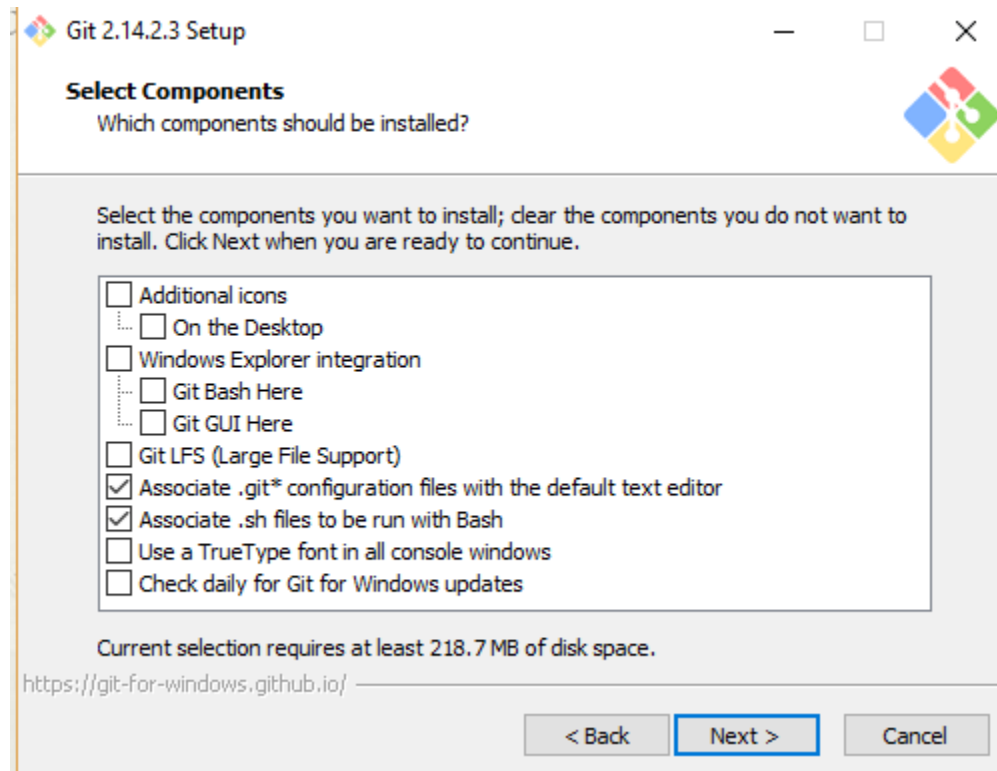 Git 2.14.2.3 Setup
Select Components
Which components should be installed?
Select the components you want to install; clear the components you do not want to
install. Click Next when you are ready to continue.
Additional icons
On the Desktop
Windows Explorer integration
Git Bash Here
Git GUI Here
Git LFS (Large File Support)
Associate .git* configuration files with the default text editor
Associate .sh files to be run with Bash
Use a TrueType font in all console windows
Check daily for Git for Windows updates
Current selection requires at least 218.7 MB of disk space.
https://git-for-windows.github.io/
< Back Next > Cancel